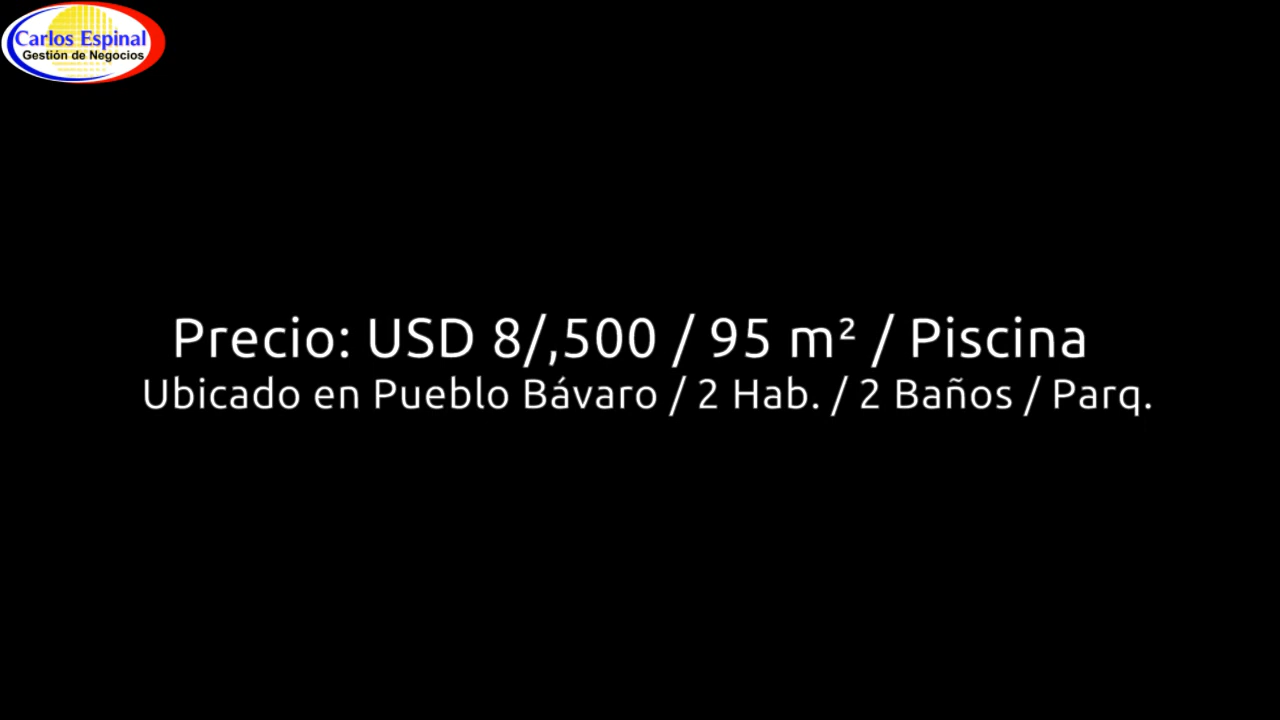 Carlos Espinal
Gestión de Negocios
Precio: USD 8/,500 / 95 m² / Piscina
Ubicado en Pueblo Bávaro / 2 Hab. / 2 Baños / Parq.